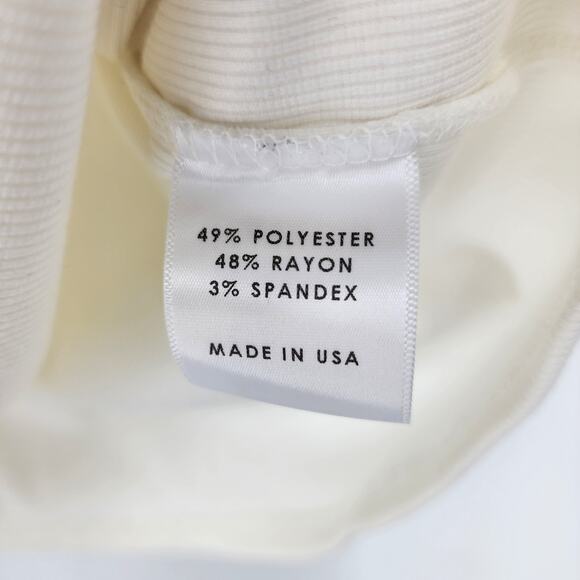 49% POLYESTER
48% RAYON
3% SPANDEX
MADE IN USA